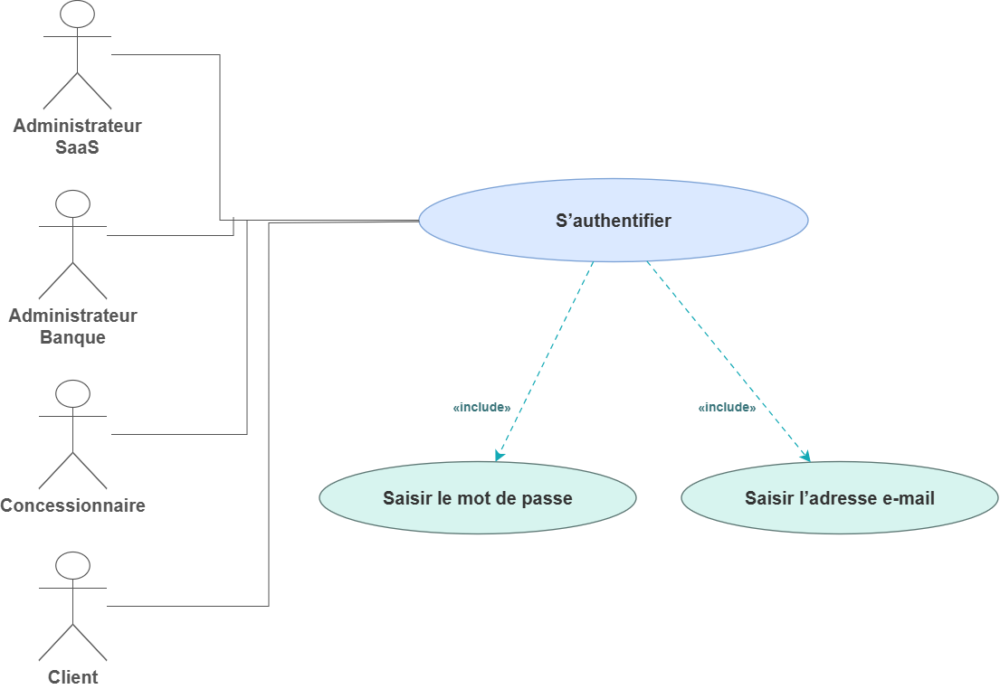 Administrateur
SaaS
Administrateur
Banque
Concessionnaire
Client
S’authentifier
«include»
«include»
Saisir le mot de passe
Saisir l’adresse e-mail